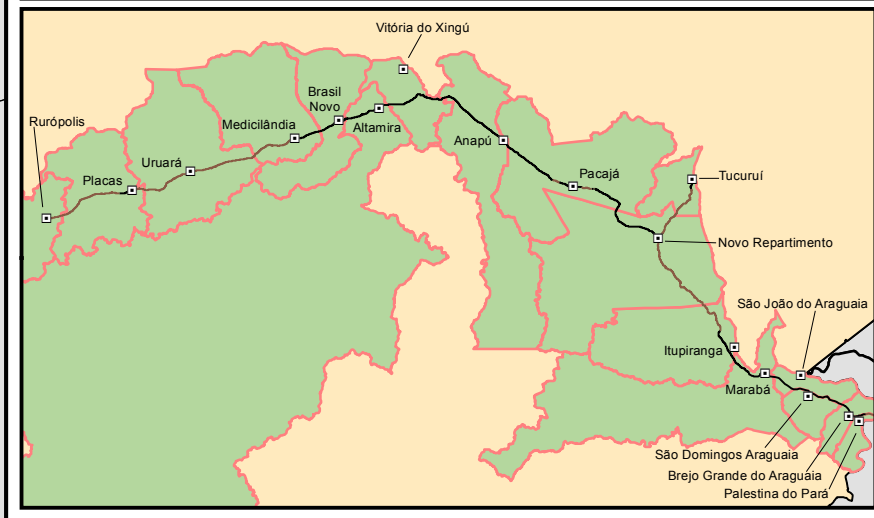 Vitória do Xingú
Brasil
Novo
Rurópolis
Medicilândia
Altamira
Anapú
Uruará
Placas
Pacajá
Tucuruí
Novo Repartimento
São João do Araguaia
Itupiranga
Marabá
São Domingos Araguaia
Brejo Grande do Araguaia
Palestina do Pará